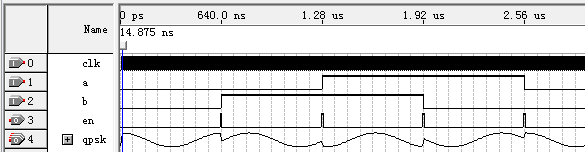 Name
0 ps 640.0 ns 1.28 us 1.92 us 2.56 us
14.875 ns
0 clk
1 a
2 b
3 en
4 + qpsk